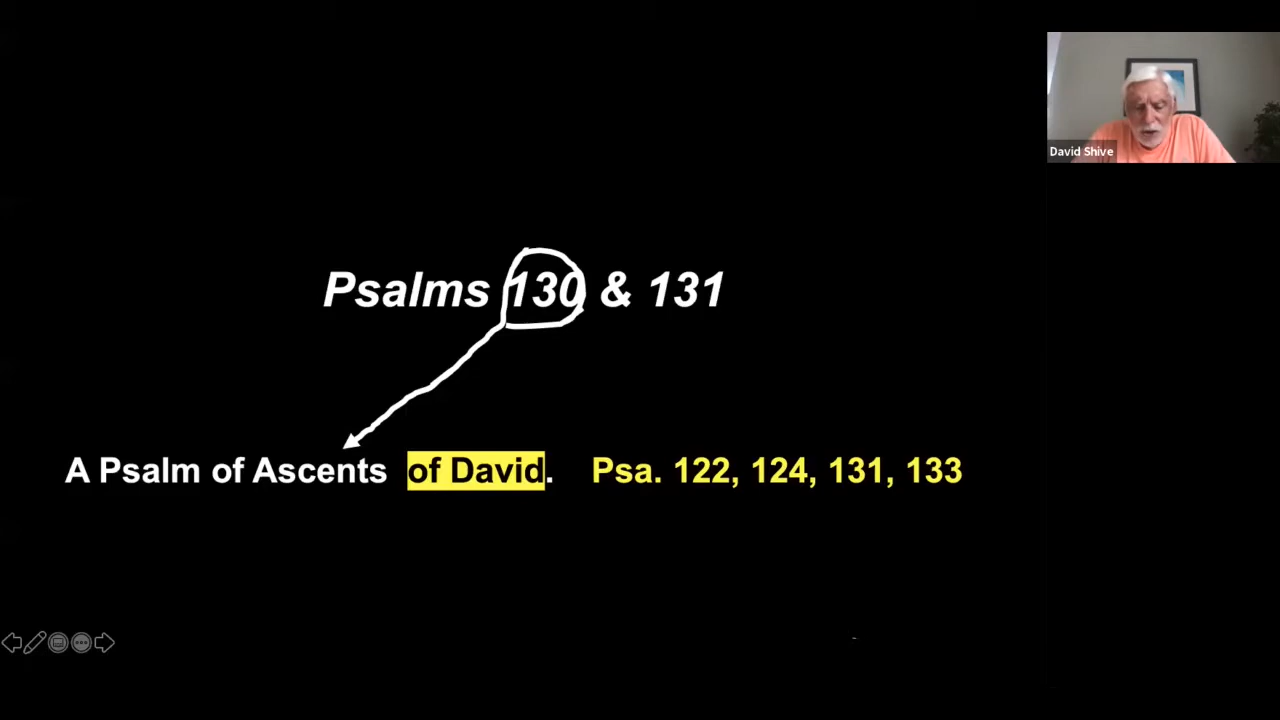 David Shive
Psalms 130 & 131
A Psalm of Ascents of David. Psa. 122, 124, 131, 133